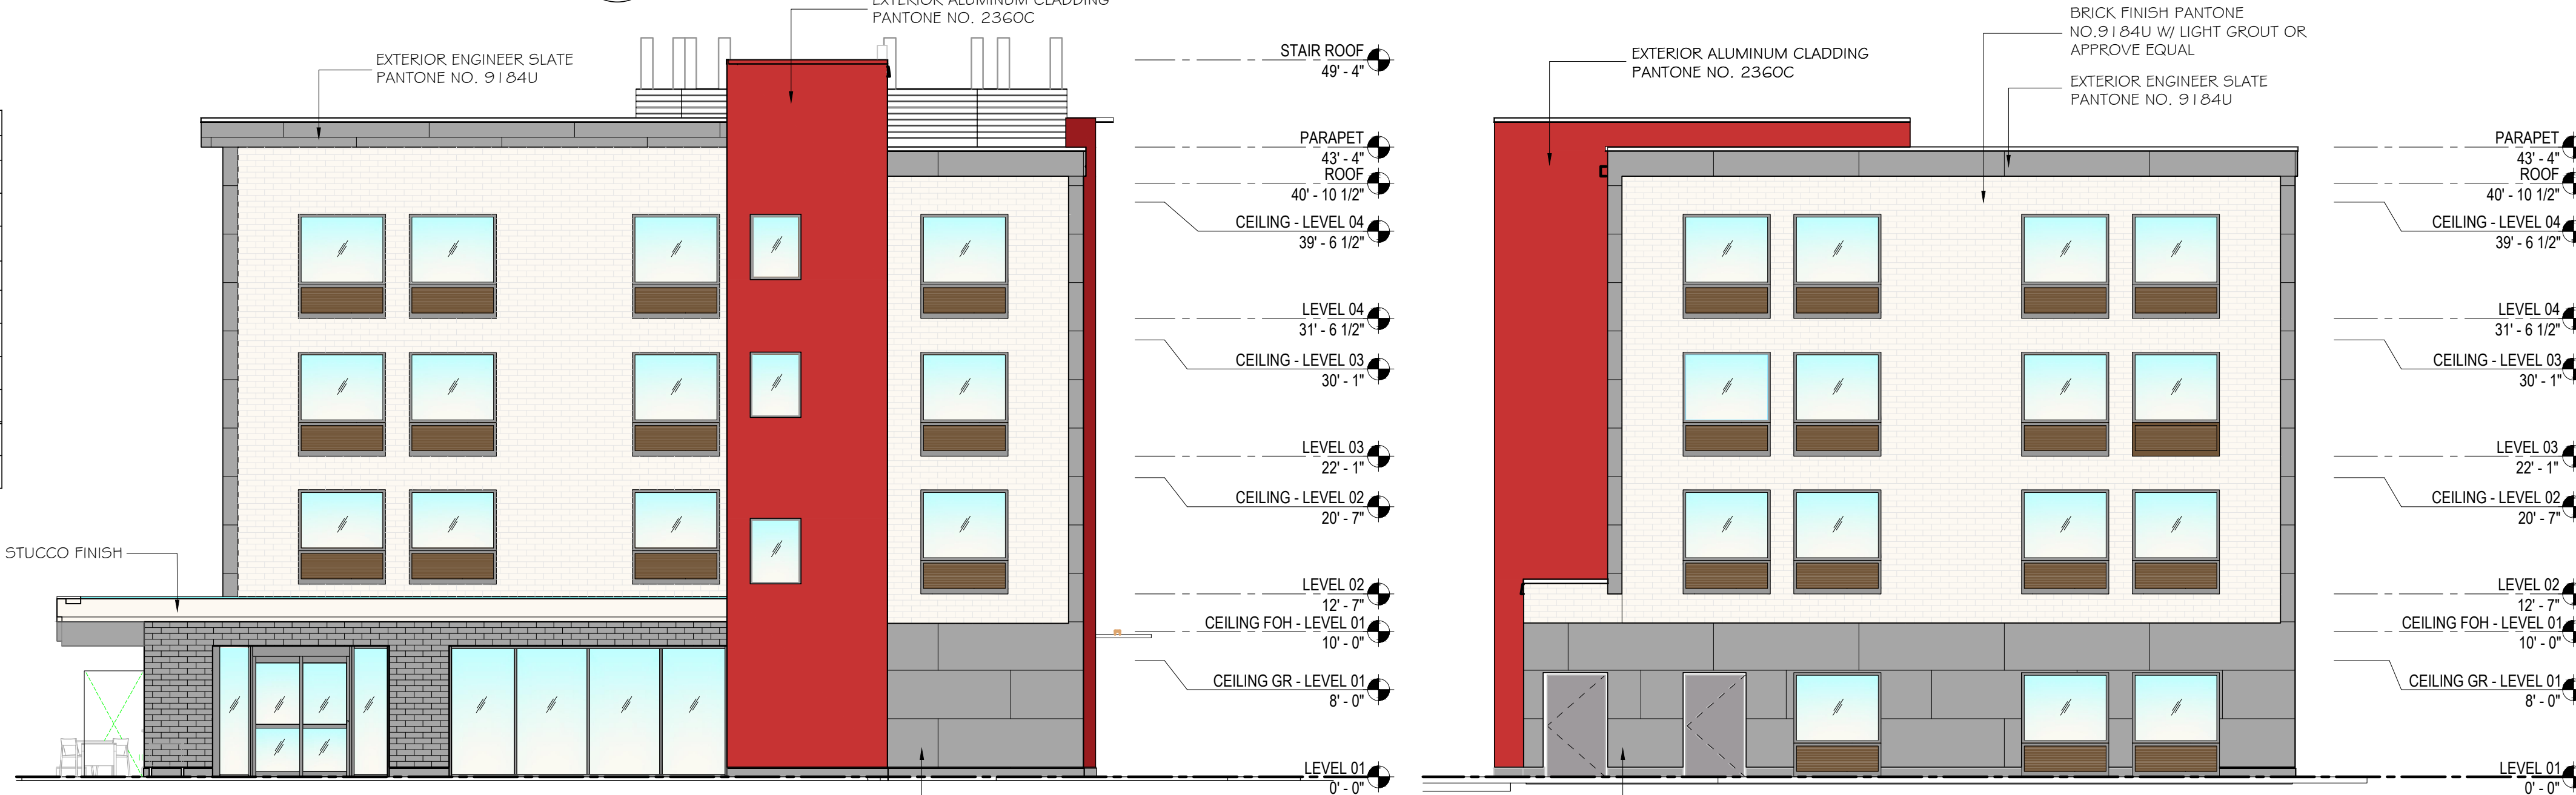 EXTERIOR ALUMINUM CLADDING
PANTONE NO. 2360C
EXTERIOR ENGINEER SLATE
PANTONE NO. 9184U
STUCCO FINISH
STAIR ROOF
49' - 4"
PARAPET
43' - 4"
ROOF
40' - 10 1/2"
CEILING - LEVEL 04
39' - 6 1/2"
LEVEL 04
31' - 6 1/2"
CEILING - LEVEL 03
30' - 1"
LEVEL 03
22' - 1"
CEILING - LEVEL 02
20' - 7"
LEVEL 02
12' - 7"
CEILING FOH - LEVEL 01
10' - 0"
CEILING GR - LEVEL 01
8' - 0"
LEVEL 01
0' - 0"
EXTERIOR ALUMINUM CLADDING
PANTONE NO. 2360C
BRICK FINISH PANTONE
NO.9184U W/ LIGHT GROUT OR
APPROVE EQUAL
EXTERIOR ENGINEER SLATE
PANTONE NO. 9184U
PARAPET
43' - 4"
ROOF
40' - 10 1/2"
CEILING - LEVEL 04
39' - 6 1/2"
LEVEL 04
31' - 6 1/2"
CEILING - LEVEL 03
30' - 1"
LEVEL 03
22' - 1"
CEILING - LEVEL 02
20' - 7"
LEVEL 02
12' - 7"
CEILING FOH - LEVEL 01
10' - 0"
CEILING GR - LEVEL 01
8' - 0"
LEVEL 01
0' - 0"